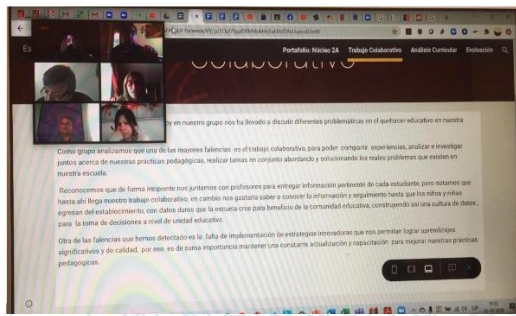 Portafolio: Núcleo 2A Trabajo Colaborativo Análisis Curricular Evaluación
oy en nuestro grupo nos ha llevado a discutir diferentes problemáticas en el quehacer educativo en nuestra
Como grupo analizamos que una de las mayores falencias es el trabajo colaborativo, para poder compartir experiencias, analizar e investigar
juntos acerca de nuestras prácticas pedagógicas, realizar tareas en conjunto abordando y solucionando los reales problemas que existen en
nuestra escuela.
Reconocemos que de forma incipiente nos juntamos con profesores para entregar información pertinente de cada estudiante, pero notamos que
hasta ahí llega nuestro trabajo colaborativo, en cambio nos gustaría saber o conocer la información y seguimiento hasta que los niños y niñas
egresan del establecimiento, con datos duros que la escuela cree para beneficio de la comunidad educativa, construyendo así una cultura de datos,
para la toma de decisiones a nivel de unidad educativa.
Otra de las falencias que hemos detectado es la falta de implementación de estrategias innovadoras que nos permitan lograr aprendizajes
significativos y de calidad, por eso es de suma importancia mantener una constante actualización y capacitación para mejorar nuestras prácticas
pedagógicas.